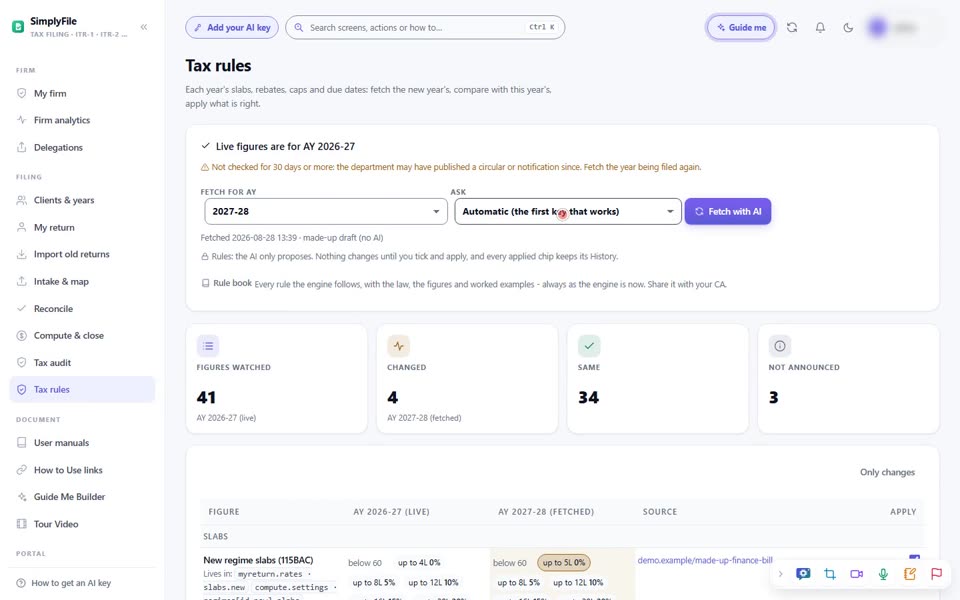 SimplyFile
TAX FILING · ITR-1 · ITR-2 ...
Add your AI key
Search screens, actions or how to...
Ctrl K
Guide me
FIRM
My firm
Firm analytics
Delegations
FILING
Clients & years
My return
Import old returns
Intake & map
Reconcile
Compute & close
Tax audit
Tax rules
DOCUMENT
User manuals
How to Use links
Guide Me Builder
Tour Video
PORTAL
How to get an AI key
Tax rules
Each year's slabs, rebates, caps and due dates: fetch the new year's, compare with this year's,
apply what is right.
Live figures are for AY 2026-27
Not checked for 30 days or more: the department may have published a circular or notification since. Fetch the year being filed again.
FETCH FOR AY
ASK
2027-28
Automatic (the first key that works)
Fetch with AI
Fetched 2026-08-28 13:39 · made-up draft (no AI)
Rules: the AI only proposes. Nothing changes until you tick and apply, and every applied chip keeps its History.
Rule book Every rule the engine follows, with the law, the figures and worked examples - always as the engine is now. Share it with your CA.
FIGURES WATCHED
41
AY 2026-27 (live)
CHANGED
4
AY 2027-28 (fetched)
SAME
34
NOT ANNOUNCED
3
Only changes
FIGURE AY 2026-27 (LIVE) AY 2027-28 (FETCHED) SOURCE APPLY
SLABS
New regime slabs (115BAC)
Lives in: myreturn.rates ·
slabs.new compute.settings ·
below 60 up to 4L 0%
up to 8L 5% up to 12L 10%
below 60 up to 5L 0%
up to 8L 5% up to 12L 10%
demo.example/made-up-finance-bill